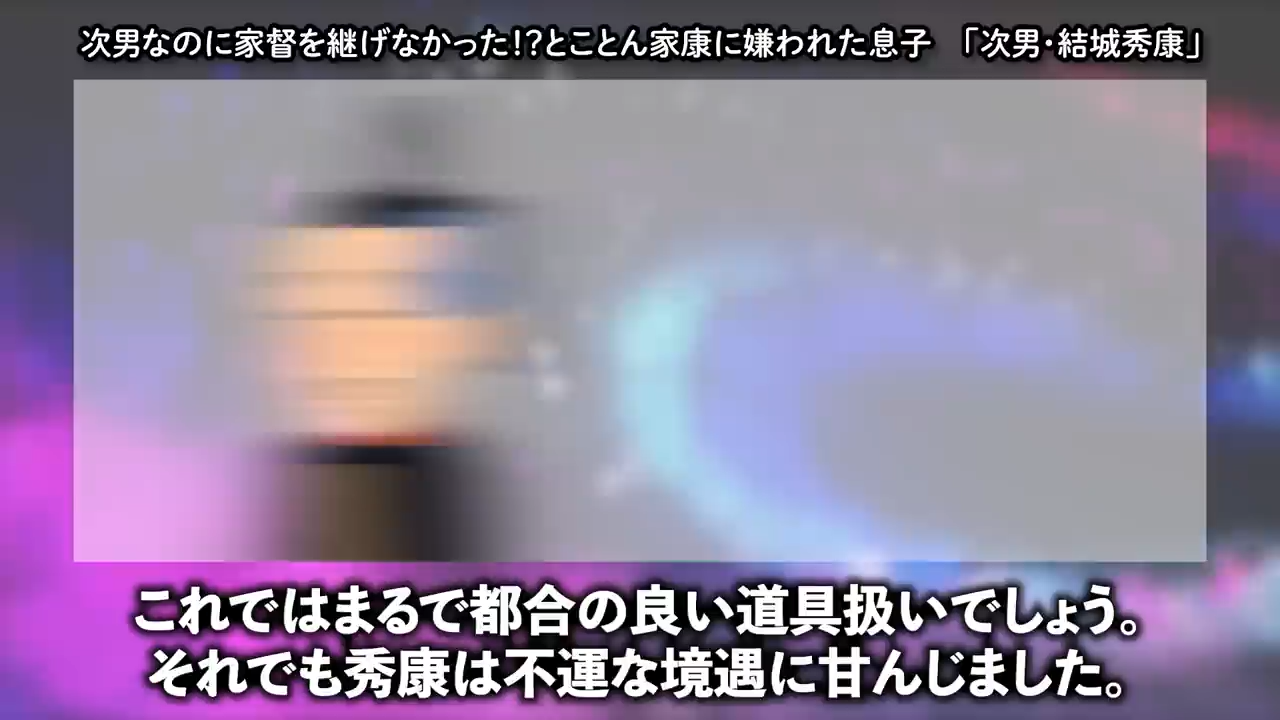 次男なのに家督を継げなかった!?とことん家康に嫌われた息子　「次男・結城秀康」
これではまるで都合の良い道具扱いでしょう。
それでも秀康は不運な境遇に甘んじました。